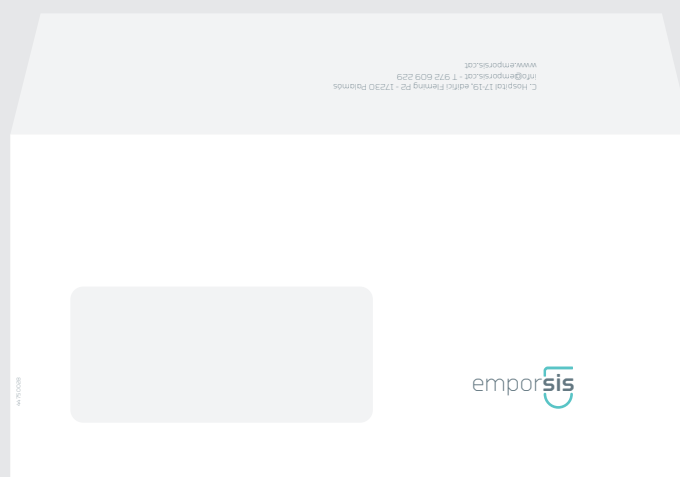 C. Hospital 17-19, edifici Fleming P2 - 17230 Palamós
info@emporsis.cat - T 972 609 229
www.emporsis.cat
emporsis